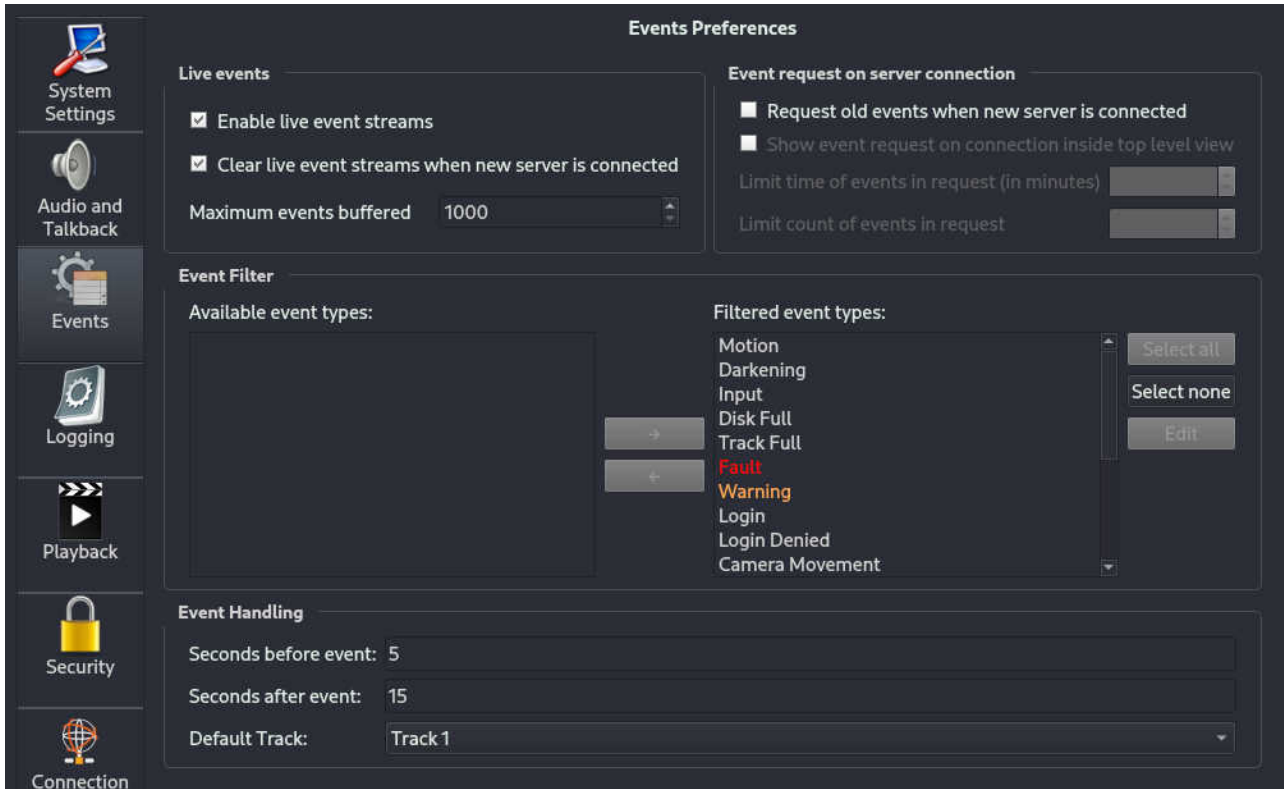 Events Preferences
System
Settings
Audio and
Talkback
Events
Logging
Playback
Security
Connection
Live events
Enable live event streams
Clear live event streams when new server is connected
Maximum events buffered 1000
Event request on server connection
Request old events when new server is connected
Show event request on connection inside top level view
Limit time of events in request (in minutes)
Limit count of events in request
Event Filter
Available event types:
→
←
Filtered event types:
Motion
Darkening
Input
Disk Full
Track Full
Fault
Warning
Login
Login Denied
Camera Movement
Select all
Select none
Edit
Event Handling
Seconds before event: 5
Seconds after event: 15
Default Track: Track 1